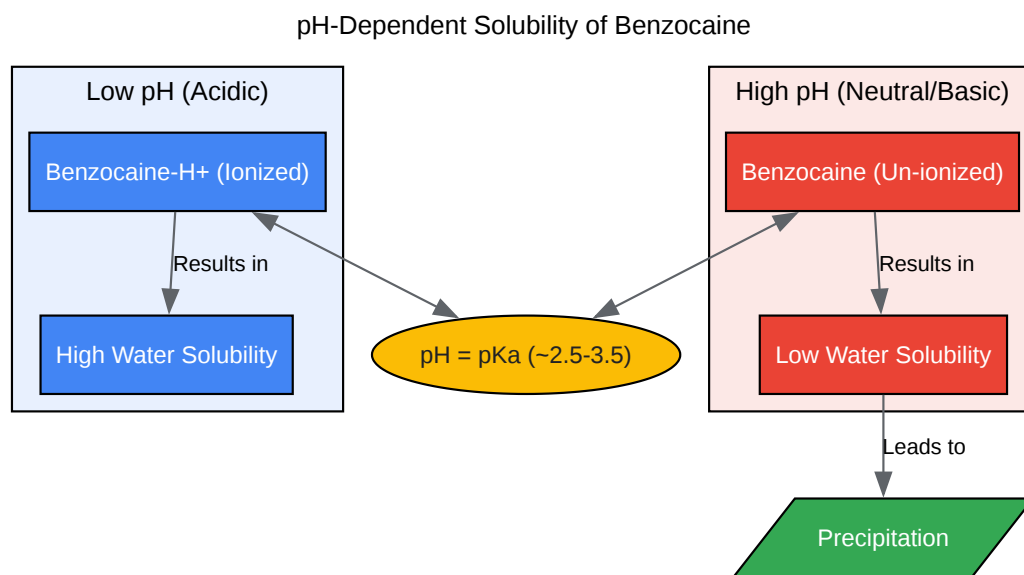 pH-Dependent Solubility of Benzocaine
Low pH (Acidic)
High pH (Neutral/Basic)
Benzocaine-H+ (Ionized)
Benzocaine (Un-ionized)
Results in
Results in
High Water Solubility
pH = pKa (~2.5-3.5)
Low Water Solubility
Leads to
Precipitation